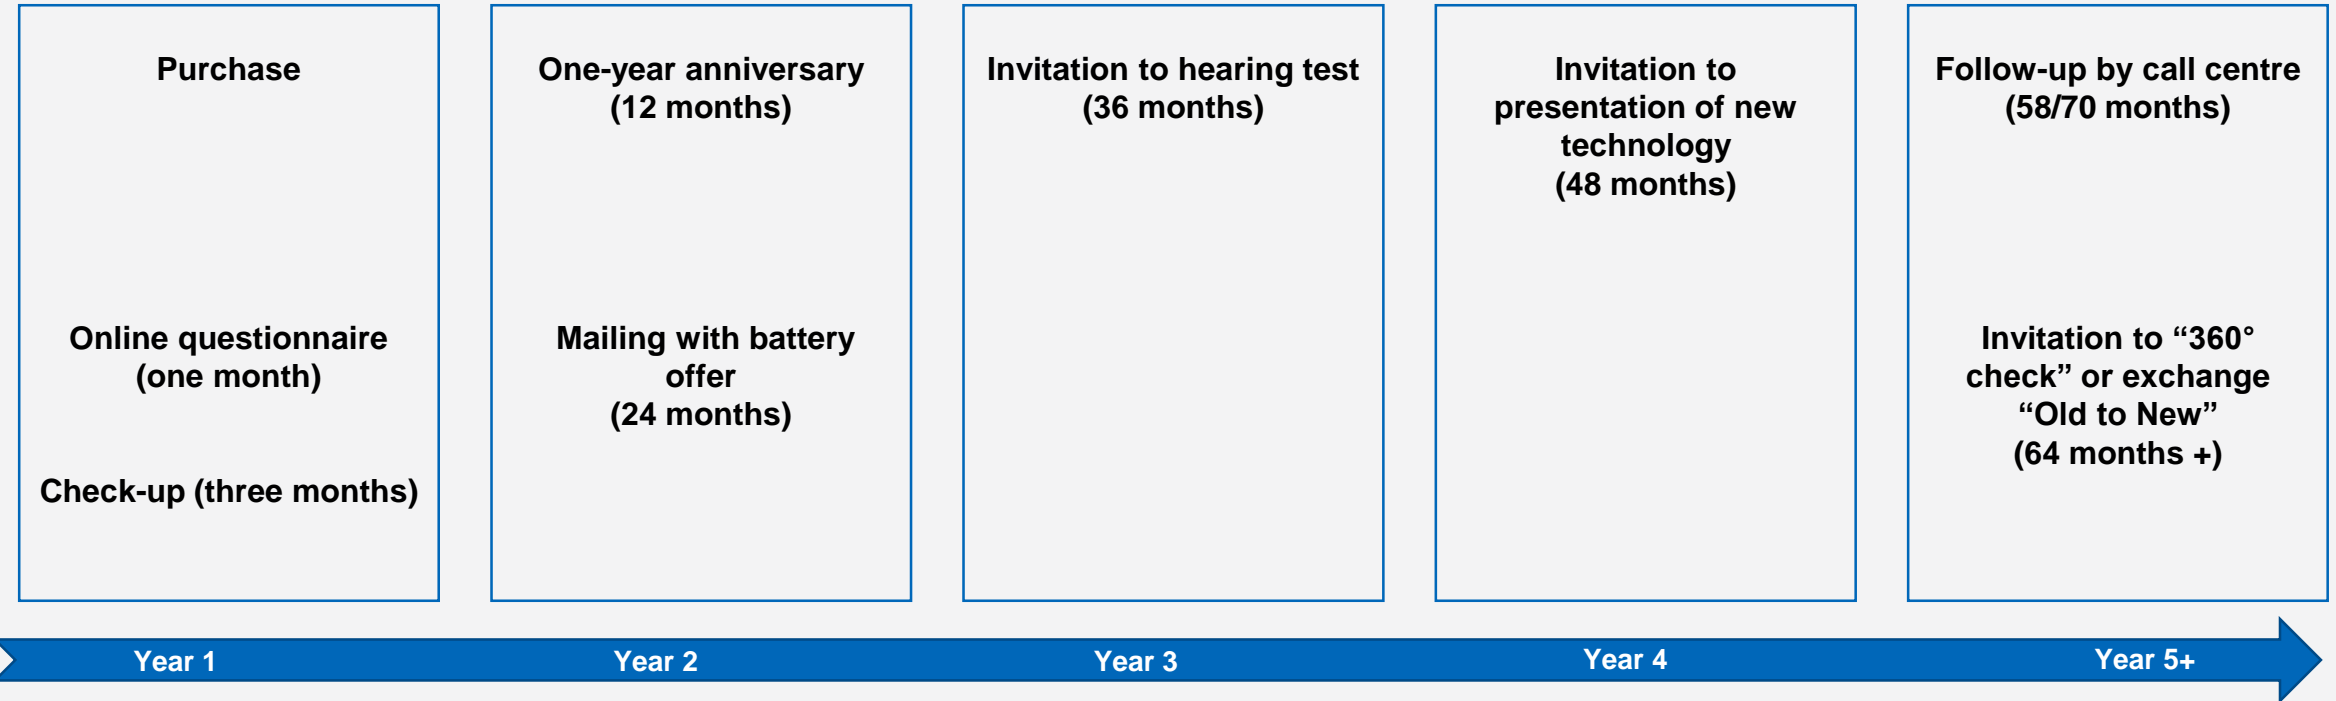 Purchase
Online questionnaire
(one month)
Check-up (three months)
One-year anniversary
(12 months)
Mailing with battery
offer
(24 months)
Invitation to hearing test
(36 months)
Invitation to
presentation of new
technology
(48 months)
Follow-up by call centre
(58/70 months)
Invitation to “360°
check” or exchange
“Old to New”
(64 months +)
Year 1
Year 2
Year 3
Year 4
Year 5+